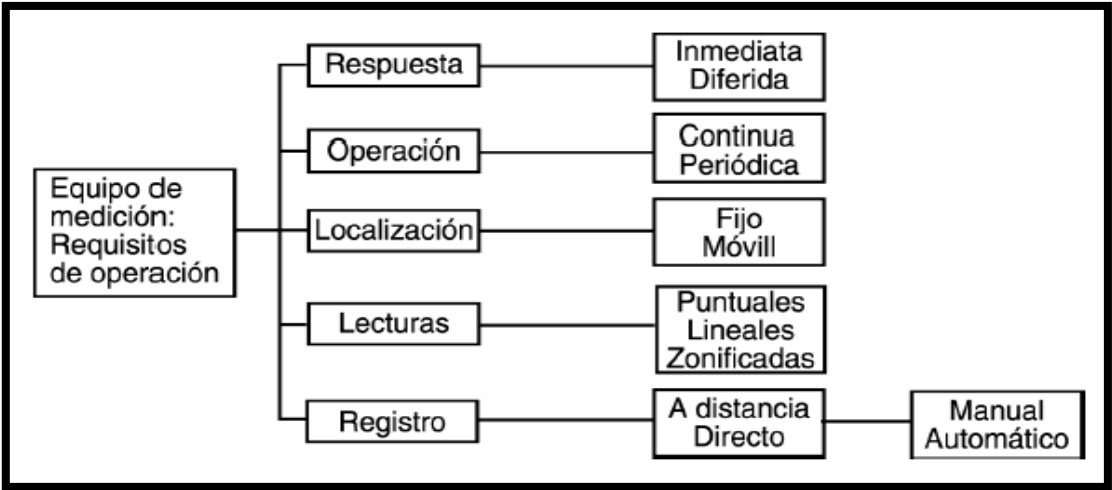 Equipo de
medición:
Requisitos
de operación
Respuesta
Inmediata
Diferida
Operación
Continua
Periódica
Localización
Fijo
Móvill
Lecturas
Puntuales
Lineales
Zonificadas
Registro
A distancia
Directo
Manual
Automático